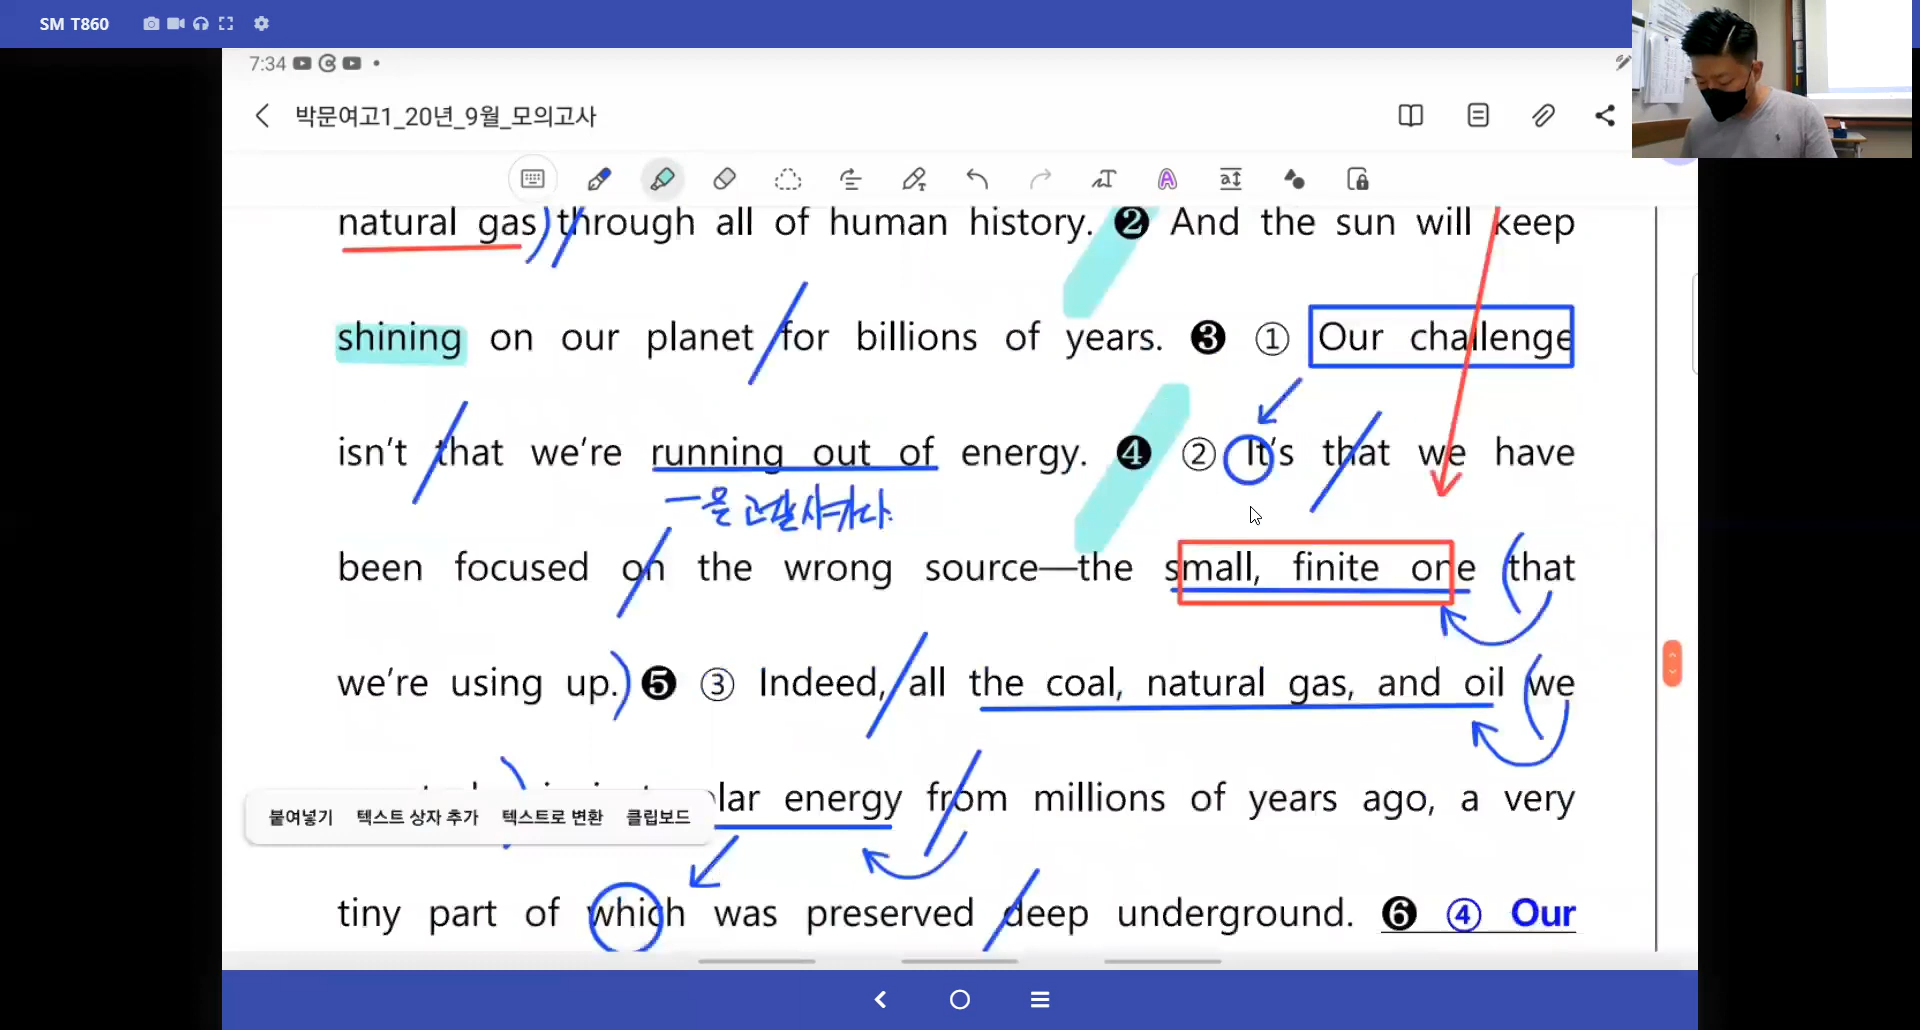 SM T860
7:34
박문여고1_20년_9월_모의고사
natural gas) through all of human history. ❷ And the sun will keep
shining on our planet for billions of years. ❸ ① Our challenge
isn't that we're running out of energy. ❹ ② It's that we have
~을 고갈시키다.
been focused on the wrong source—the small, finite one (that
we're using up.) ❺ ③ Indeed, all the coal, natural gas, and oil (we
energy from millions of years ago, a very
붙여넣기 텍스트 상자 추가 텍스트로 변환 클립보드
tiny part of which was preserved deep underground. ❻ ④ Our